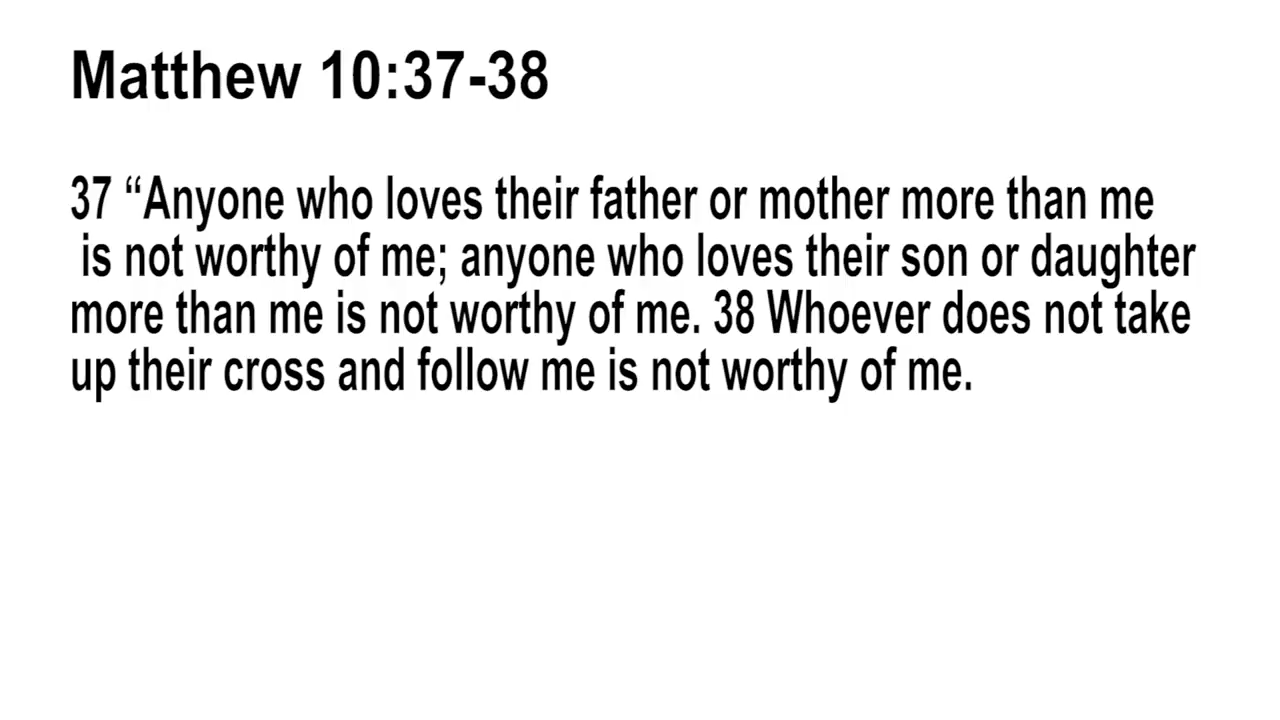 Matthew 10:37-38
37 “Anyone who loves their father or mother more than me
is not worthy of me; anyone who loves their son or daughter
more than me is not worthy of me. 38 Whoever does not take
up their cross and follow me is not worthy of me.